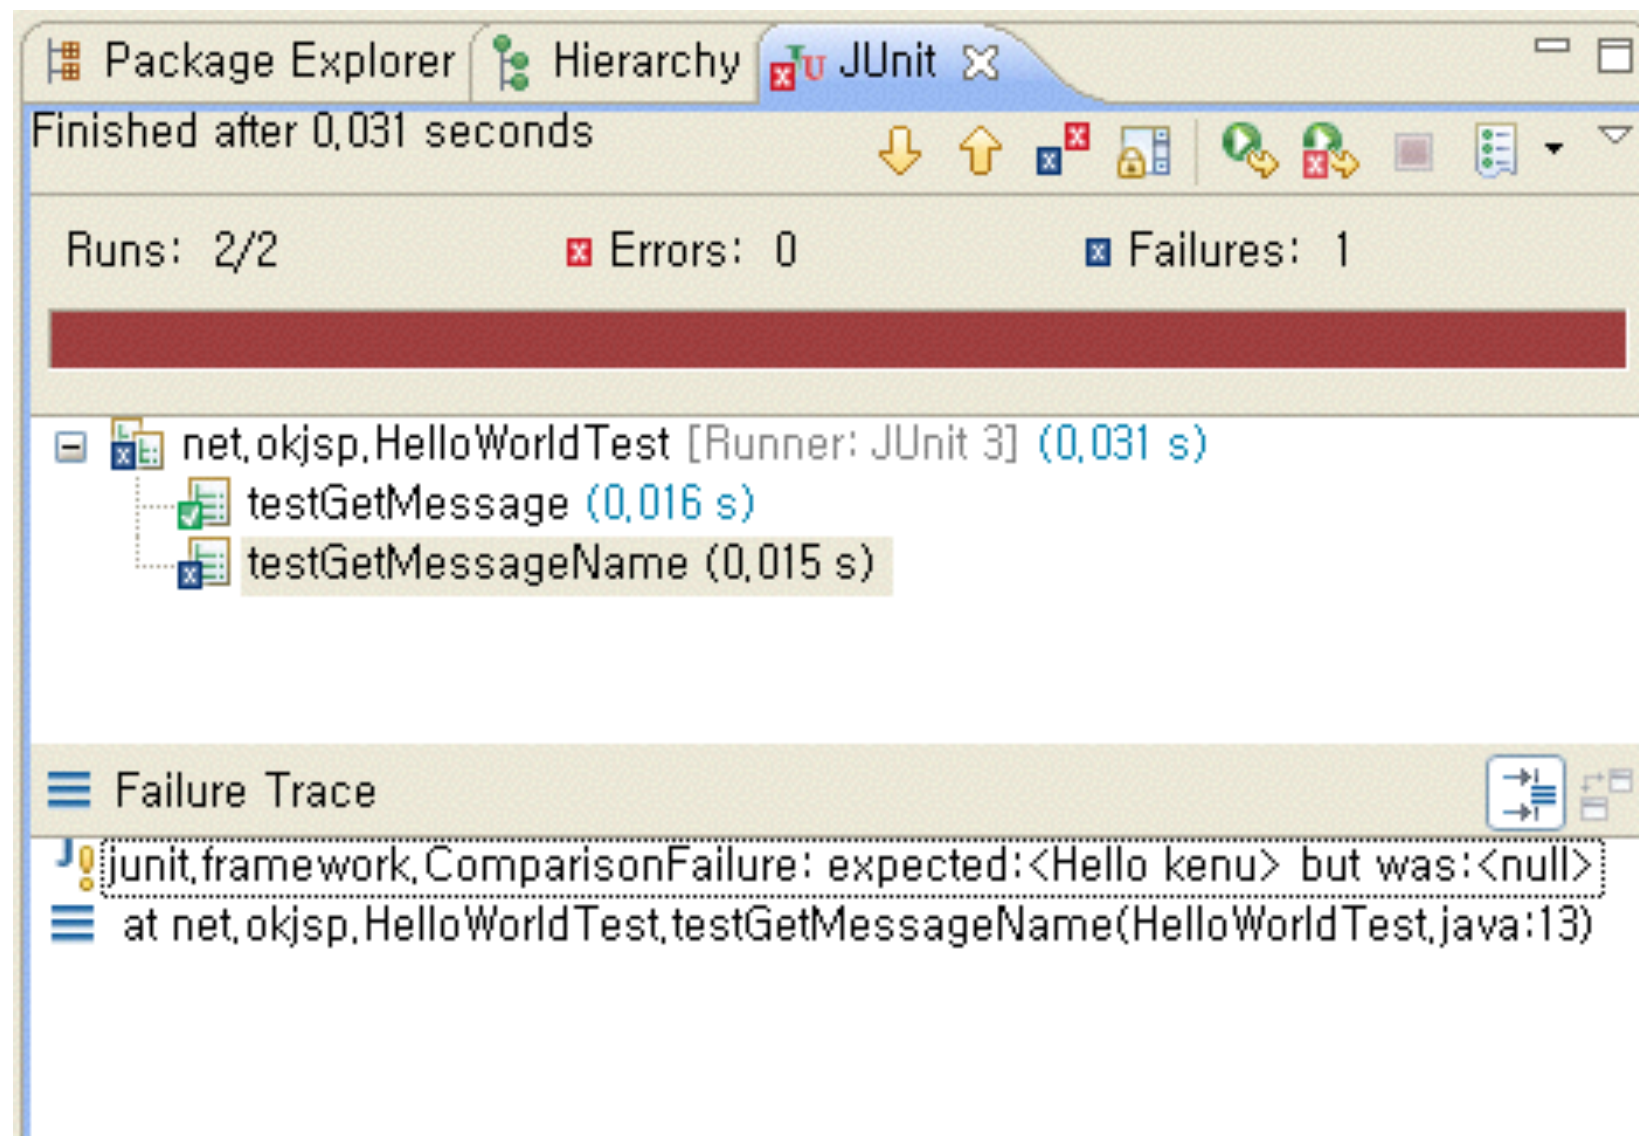 Package Explorer Hierarchy JU JUnit
Finished after 0,031 seconds
Runs: 2/2 Errors: 0 Failures: 1
net,okjsp,HelloWorldTest [Runner: JUnit 3] (0,031 s)
testGetMessage (0,016 s)
testGetMessageName (0,015 s)
Failure Trace
junit,framework,ComparisonFailure: expected:<Hello kenu> but was:<null>
at net,okjsp,HelloWorldTest,testGetMessageName(HelloWorldTest,java:13)